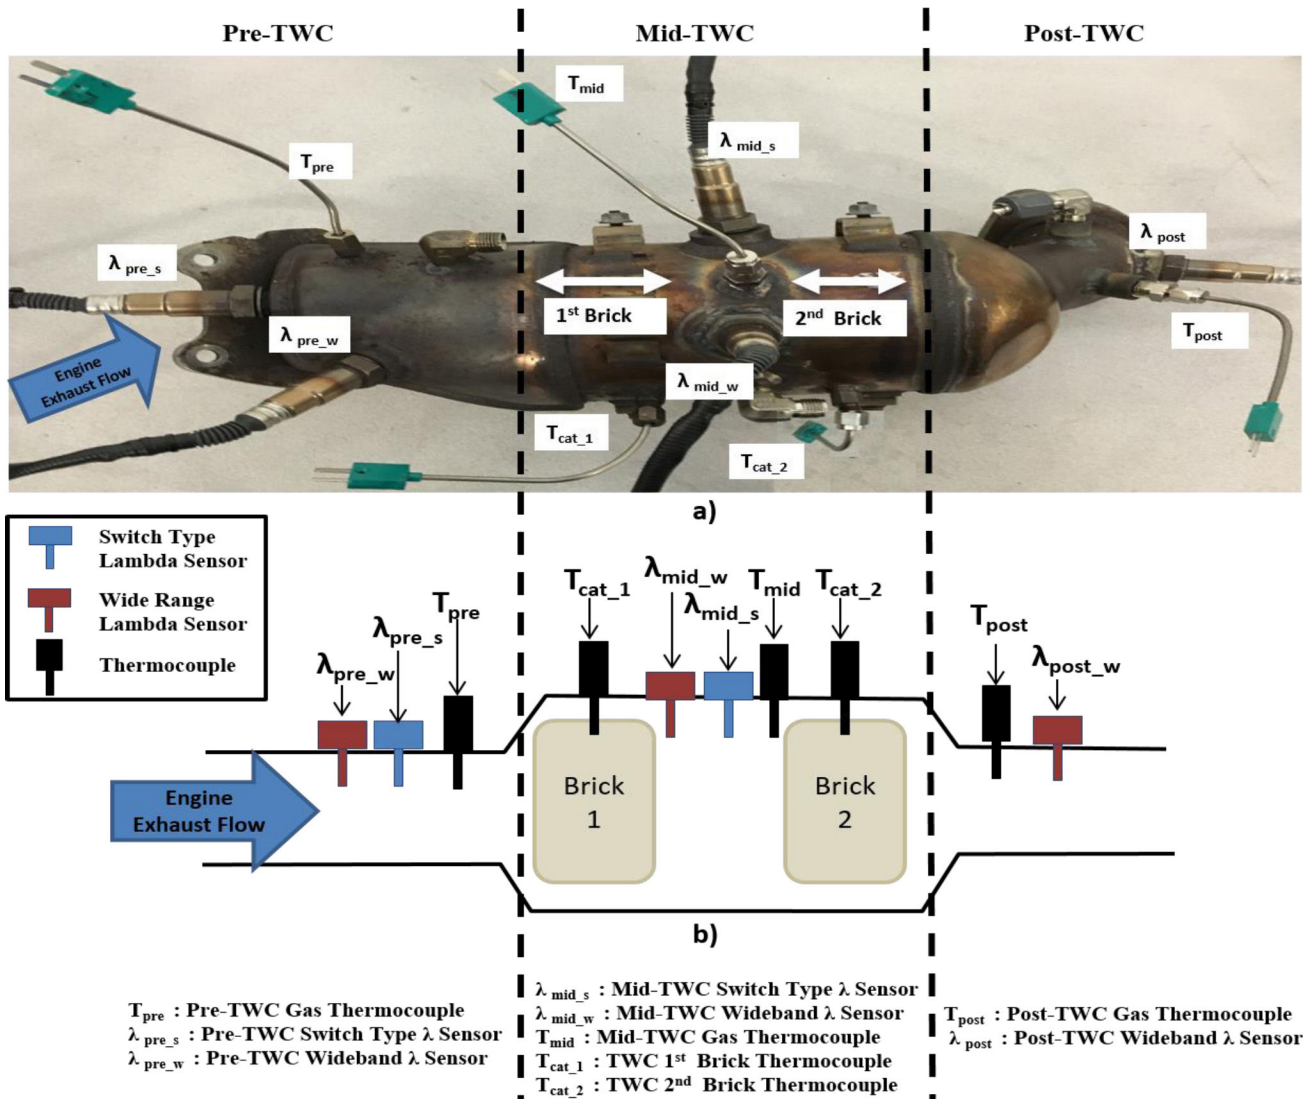 Pre-TWC
Mid-TWC
Post-TWC
T mid
λ mid_s
T pre
λ post
λ pre_s
1st Brick
2nd Brick
λ pre_w
T post
Engine
Exhaust Flow
λ mid_w
T cat_1
T cat_2
a)
Switch Type
Lambda Sensor
Wide Range
Lambda Sensor
Thermocouple
λpre_w
λpre_s
Tpre
Tcat_1
λmid_w
λmid_s
Tmid
Tcat_2
Tpost
λpost_w
Engine
Exhaust Flow
Brick
1
Brick
2
b)
Tpre : Pre-TWC Gas Thermocouple
λ pre_s : Pre-TWC Switch Type λ Sensor
λ pre_w : Pre-TWC Wideband λ Sensor
λ mid_s : Mid-TWC Switch Type λ Sensor
λ mid_w : Mid-TWC Wideband λ Sensor
Tmid : Mid-TWC Gas Thermocouple
Tcat_1 : TWC 1st Brick Thermocouple
Tcat_2 : TWC 2nd Brick Thermocouple
Tpost : Post-TWC Gas Thermocouple
λ post : Post-TWC Wideband λ Sensor